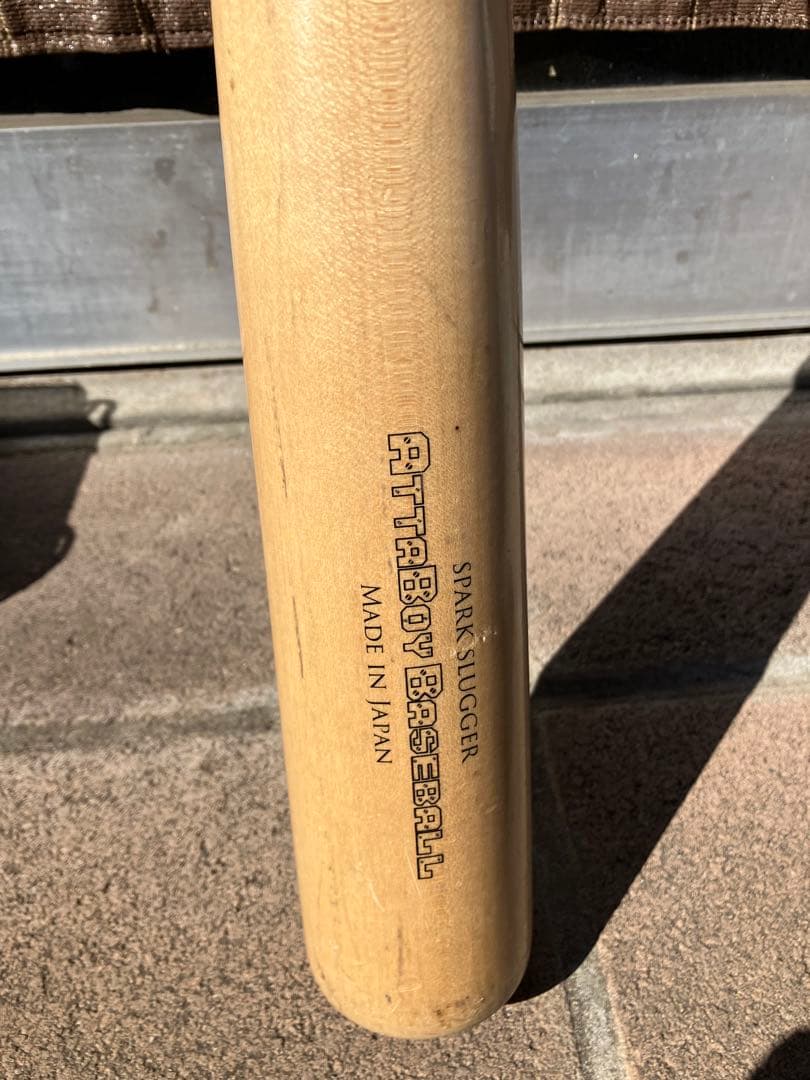 SPARK SLUGGER
ATTABOY BASEBALL
MADE IN JAPAN